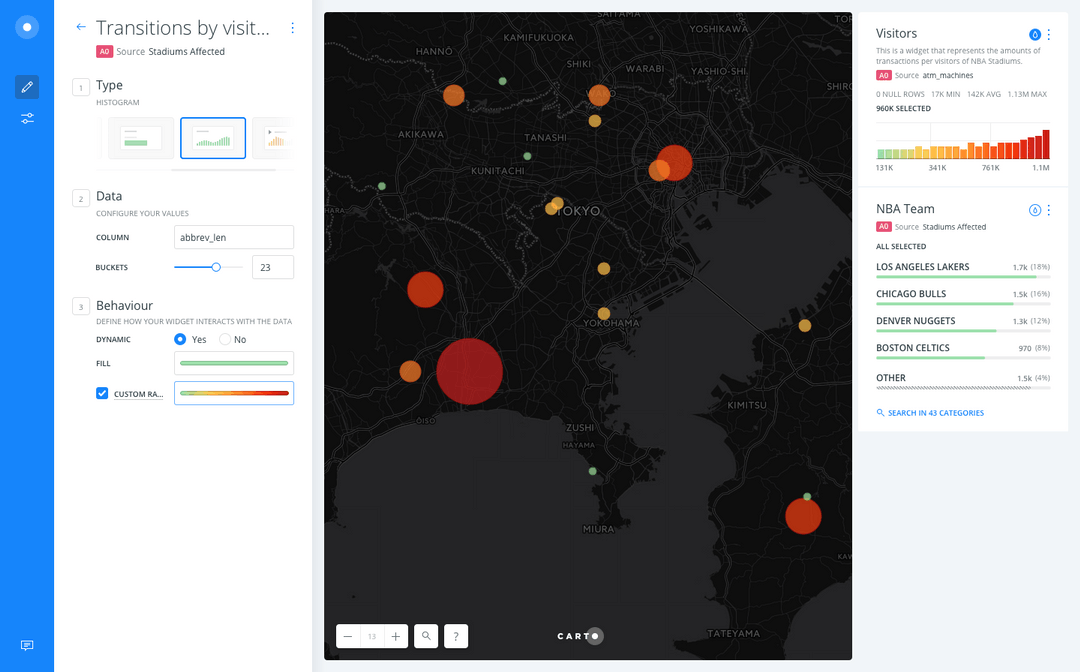 Transitions by visit...
A0 Source Stadiums Affected
1 Type
HISTOGRAM
2 Data
CONFIGURE YOUR VALUES
COLUMN abbrev_len
BUCKETS 23
3 Behaviour
DEFINE HOW YOUR WIDGET INTERACTS WITH THE DATA
DYNAMIC Yes No
FILL
CUSTOM RA...
SAITAMA
YOSHIKAWA
KAMIFUKUOKA
HANNŌ
SHIKI
WARABI
YASHIO-SHI
AKIKAWA
TANASHI
KUNITACHI
TOKYO
YOKOHAMA
KIMITSU
ŌISO
ZUSHI
HAYAMA
MIURA
TATEYAMA
13
?
CARTO
Visitors
This is a widget that represents the amounts of
transactions per visitors of NBA Stadiums.
A0 Source atm_machines
0 NULL ROWS 17K MIN 142K AVG 1.13M MAX
960K SELECTED
131K 341K 761K 1.1M
NBA Team
A0 Source Stadiums Affected
ALL SELECTED
LOS ANGELES LAKERS 1.7k (18%)
CHICAGO BULLS 1.5k (16%)
DENVER NUGGETS 1.3k (12%)
BOSTON CELTICS 970 (8%)
OTHER 1.5k (4%)
SEARCH IN 43 CATEGORIES